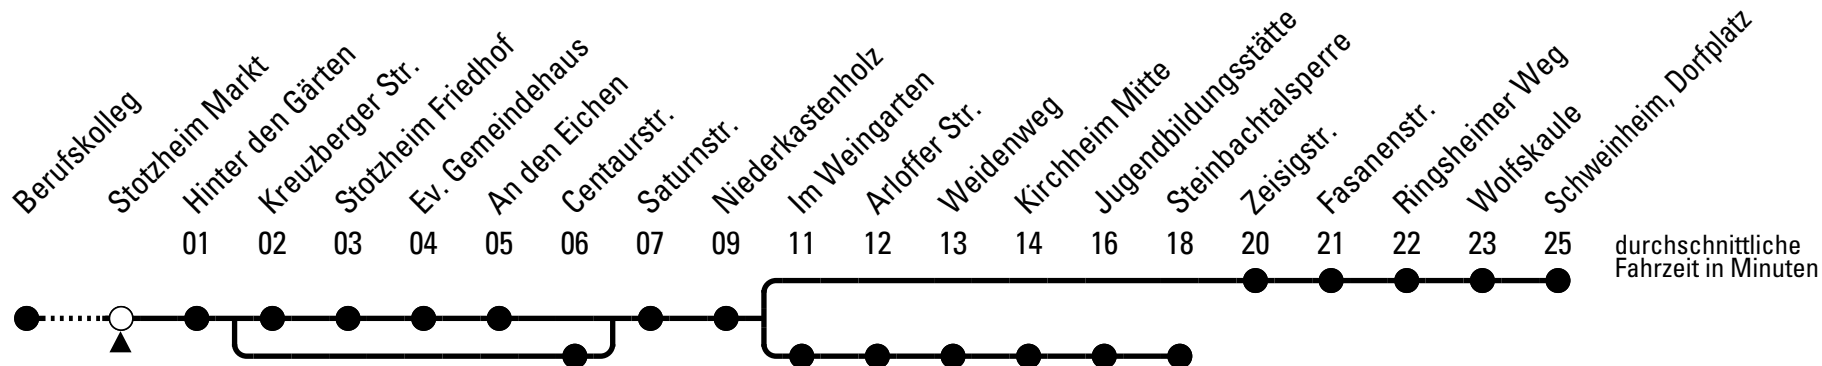 Berufskolleg
Stotzheim Markt
Hinter den Gärten
Kreuzberger Str.
Stotzheim Friedhof
Ev. Gemeindehaus
An den Eichen
Centaurstr.
Saturnstr.
Niederkastenholz
Im Weingarten
Arloffer Str.
Weidenweg
Kirchheim Mitte
Jugendbildungsstätte
Steinbachtalsperre
Zeisigstr.
Fasanenstr.
Ringsheimer Weg
Wolfskaule
Schweinheim, Dorfplatz
01 02 03 04 05 06 07 09 11 12 13 14 16 18 20 21 22 23 25
durchschnittliche
Fahrzeit in Minuten